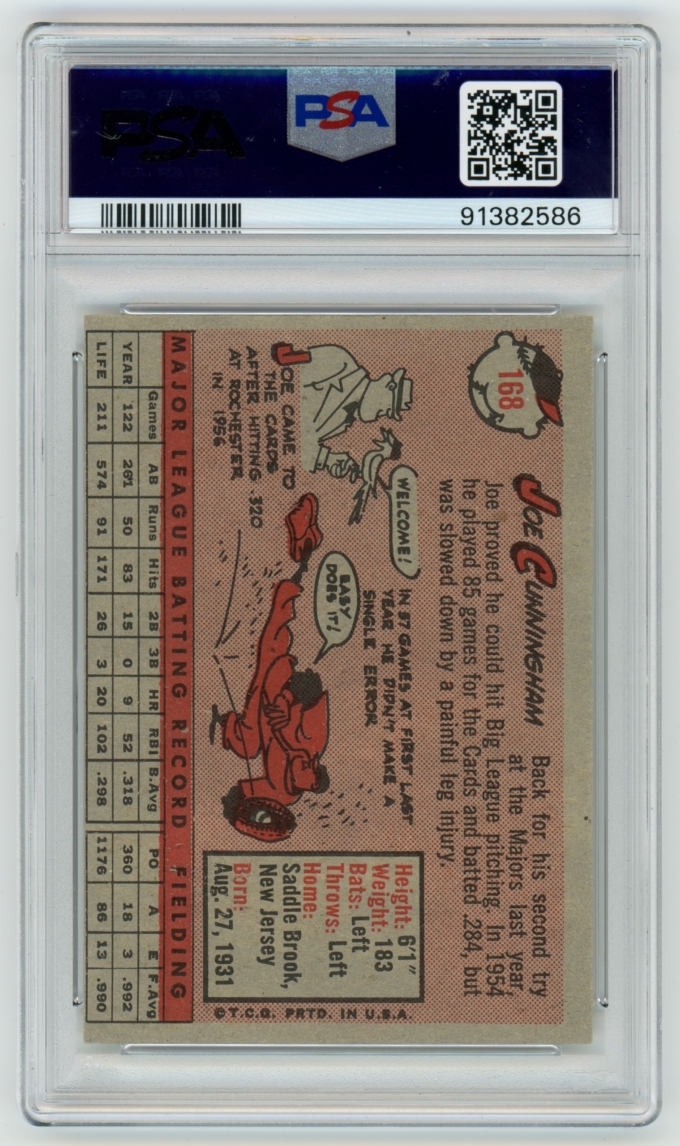 PSA
PSA
91382586
168
JOE CUNNINGHAM
Back for his second try
at the Majors last year,
Joe proved he could hit Big League pitching. In 1954
he played 85 games for the Cards and batted .284, but
was slowed down by a painful leg injury.
WELCOME!
JOE CAME TO
THE CARDS
AFTER HITTING .320
AT ROCHESTER
IN 1956
IN 57 GAMES AT FIRST LAST
YEAR HE DIDN'T MAKE A
SINGLE ERROR
EASY
DOES IT!
Height: 6'1"
Weight: 183
Bats: Left
Throws: Left
Home:
Saddle Brook,
New Jersey
Born:
Aug. 27, 1931
©T.C.G. PRTD. IN U.S.A.
MAJOR LEAGUE BATTING RECORD FIELDING
Games AB Runs Hits 2B 3B HR RBI B.Avg PO A E F.Avg
YEAR 122 261 50 83 15 0 9 52 .318 360 18 3 .992
LIFE 211 574 91 171 26 3 20 102 .298 1176 86 13 .990